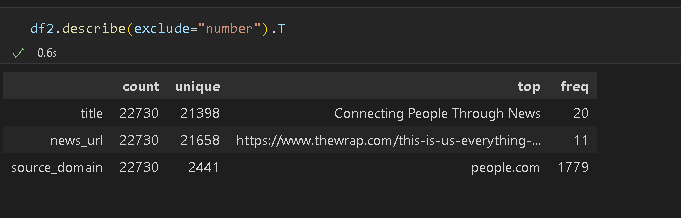 df2.describe(exclude="number").T
0.6s
count unique top freq
title 22730 21398 Connecting People Through News 20
news_url 22730 21658 https://www.thewrap.com/this-is-us-everything-... 11
source_domain 22730 2441 people.com 1779